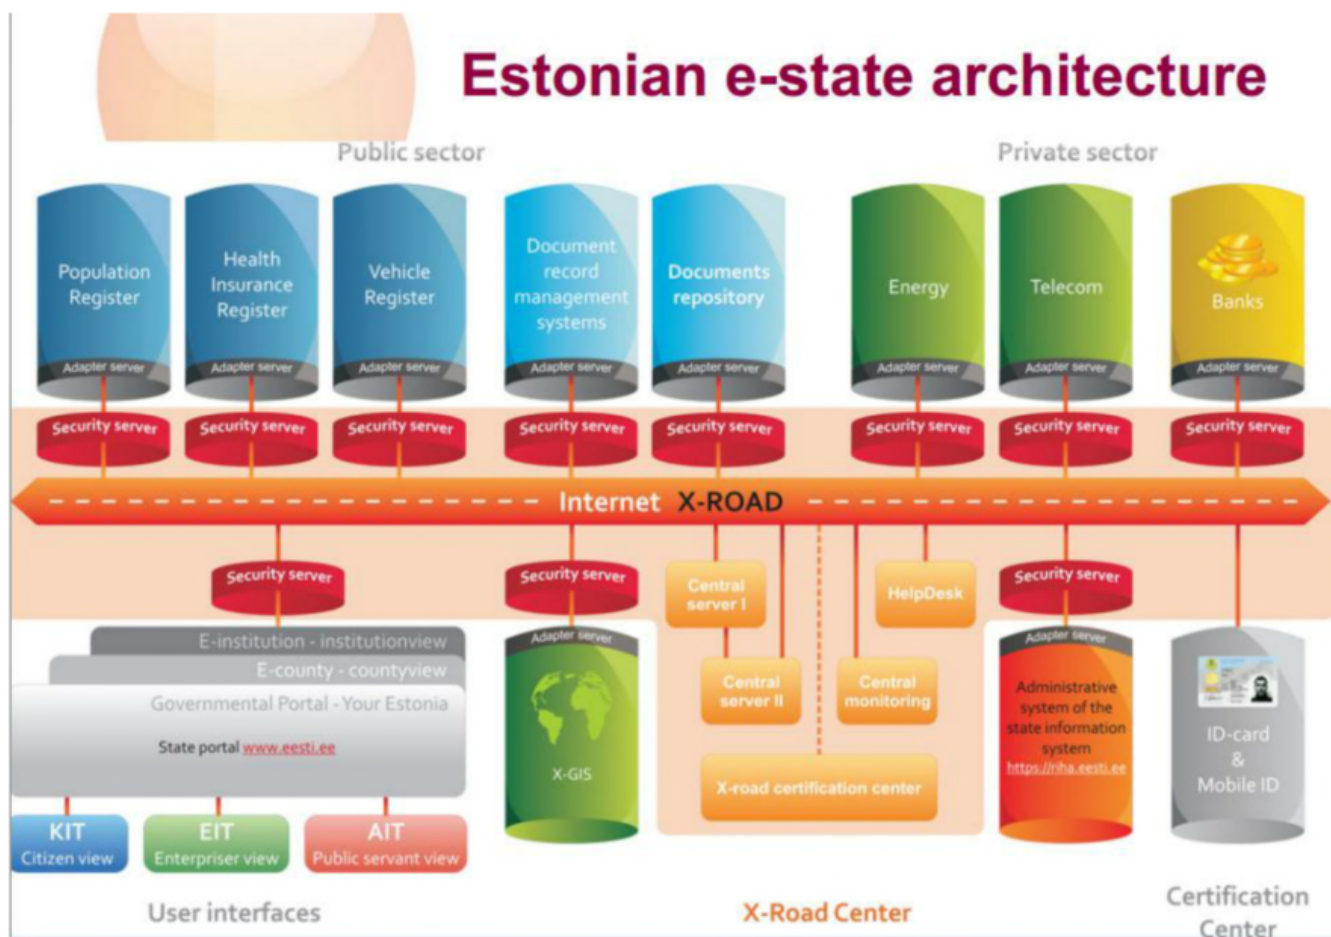 Estonian e-state architecture
Public sector
Private sector
Population
Register
Health
Insurance
Register
Vehicle
Register
Document
record
management
systems
Documents
repository
Energy
Telecom
Banks
Adapter server
Adapter server
Adapter server
Adapter server
Adapter server
Adapter server
Adapter server
Adapter server
Security server
Security server
Security server
Security server
Security server
Security server
Security server
Security server
Internet X-ROAD
Security server
Security server
Central
server I
HelpDesk
Security server
E-institution - institutionview
E-county - countyview
Governmental Portal - Your Estonia
State portal www.eesti.ee
Adapter server
X-GIS
Central
server II
Central
monitoring
X-road certification center
Adapter server
Administrative
system of the
state information
system
https://riha.eesti.ee
ID-card
&
Mobile ID
KIT
Citizen view
EIT
Enterpriser view
AIT
Public servant view
User interfaces
X-Road Center
Certification
Center